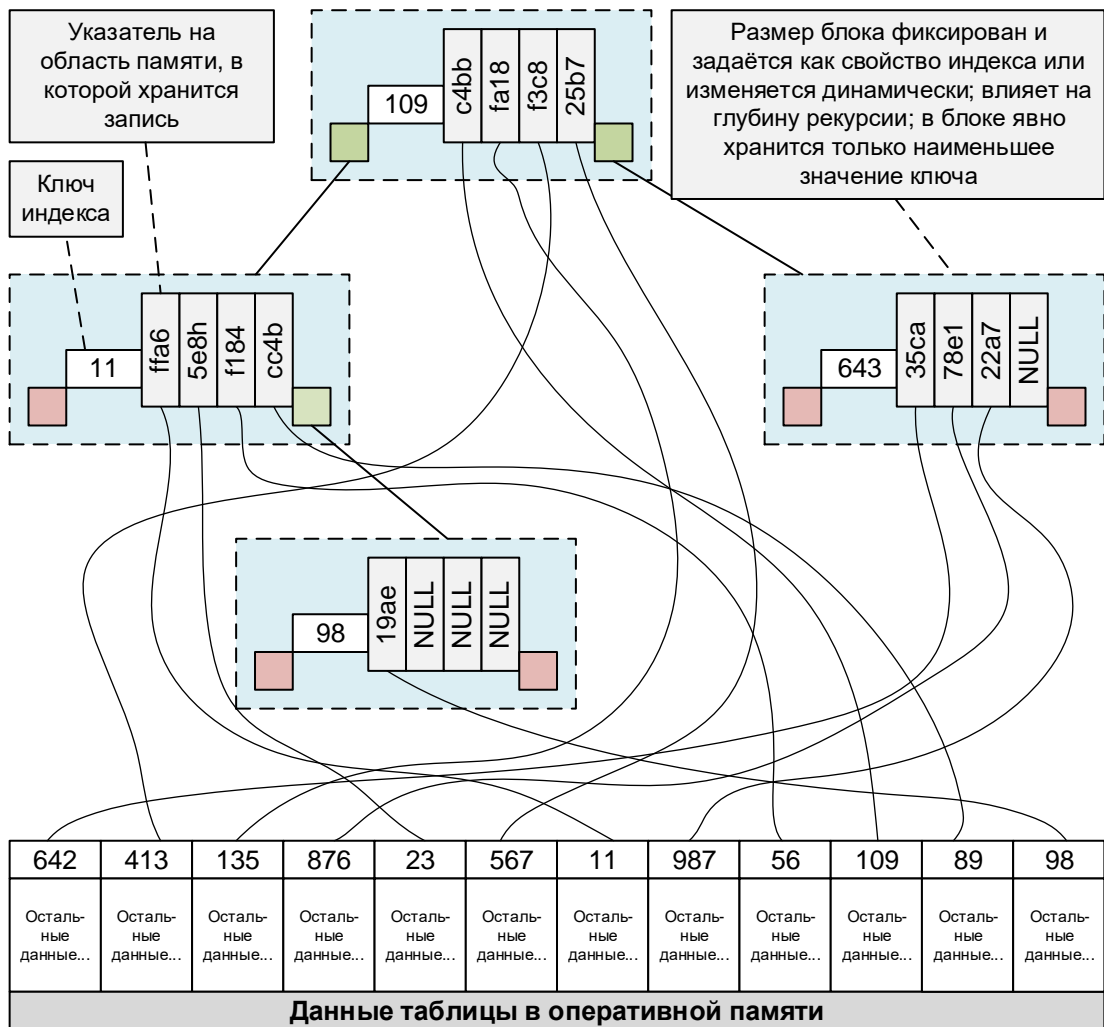 Указатель на
область памяти, в
которой хранится
запись
109
c4bb
fa18
f3c8
25b7
Размер блока фиксирован и
задаётся как свойство индекса или
изменяется динамически; влияет на
глубину рекурсии; в блоке явно
хранится только наименьшее
значение ключа
Ключ
индекса
11
ffa6
5e8h
f184
cc4b
643
35ca
78e1
22a7
NULL
98
19ae
NULL
NULL
NULL
642 413 135 876 23 567 11 987 56 109 89 98
Осталь- Осталь- Осталь- Осталь- Осталь- Осталь- Осталь- Осталь- Осталь- Осталь- Осталь- Осталь-
ные ные ные ные ные ные ные ные ные ные ные ные
данные... данные... данные... данные... данные... данные... данные... данные... данные... данные... данные... данные...
Данные таблицы в оперативной памяти